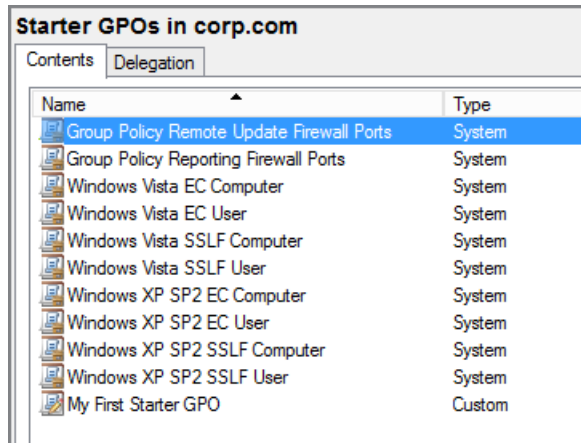 Starter GPOs in corp.com
Contents Delegation
Name Type
Group Policy Remote Update Firewall Ports System
Group Policy Reporting Firewall Ports System
Windows Vista EC Computer System
Windows Vista EC User System
Windows Vista SSLF Computer System
Windows Vista SSLF User System
Windows XP SP2 EC Computer System
Windows XP SP2 EC User System
Windows XP SP2 SSLF Computer System
Windows XP SP2 SSLF User System
My First Starter GPO Custom